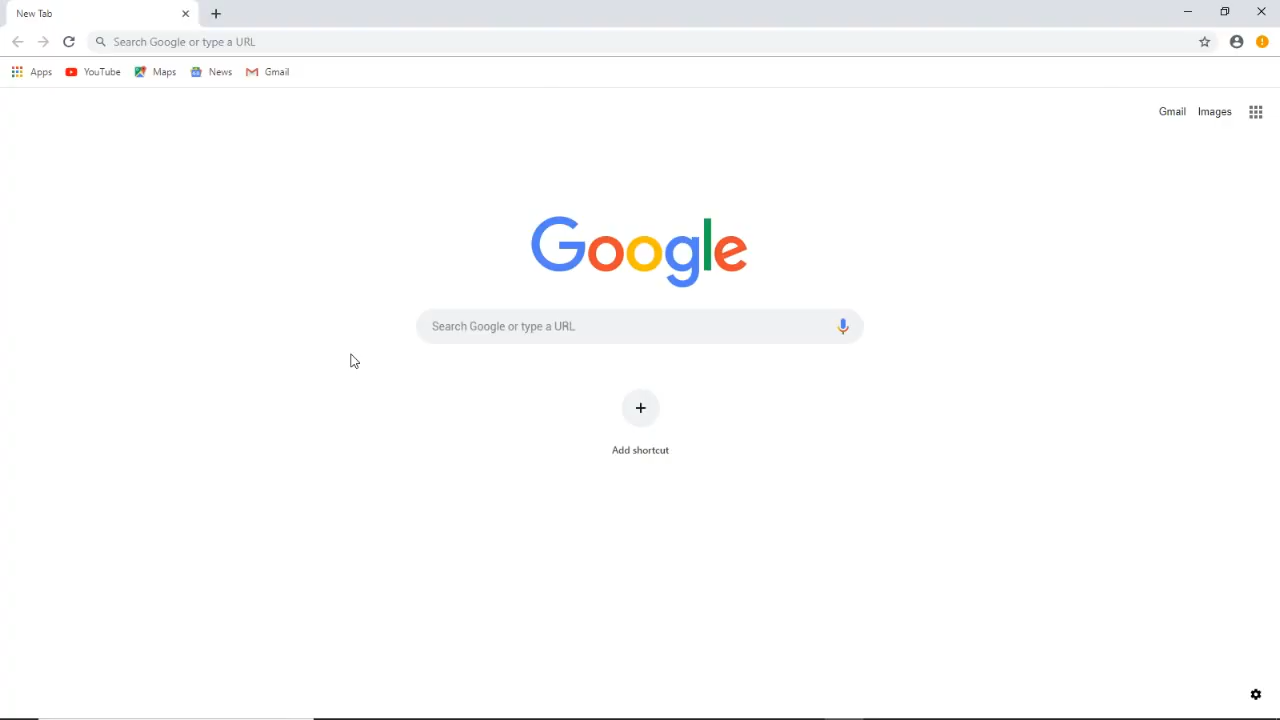 New Tab
Search Google or type a URL
Apps YouTube Maps News Gmail
Gmail Images
Google
Search Google or type a URL
Add shortcut